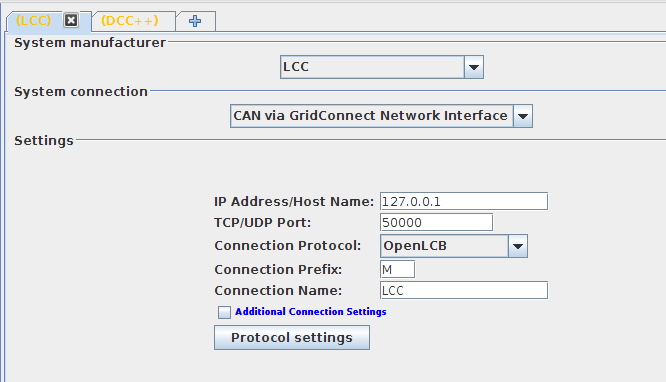 (LCC) (DCC++)
System manufacturer
LCC
System connection
CAN via GridConnect Network Interface
Settings
IP Address/Host Name: 127.0.0.1
TCP/UDP Port: 50000
Connection Protocol: OpenLCB
Connection Prefix: M
Connection Name: LCC
Additional Connection Settings
Protocol settings